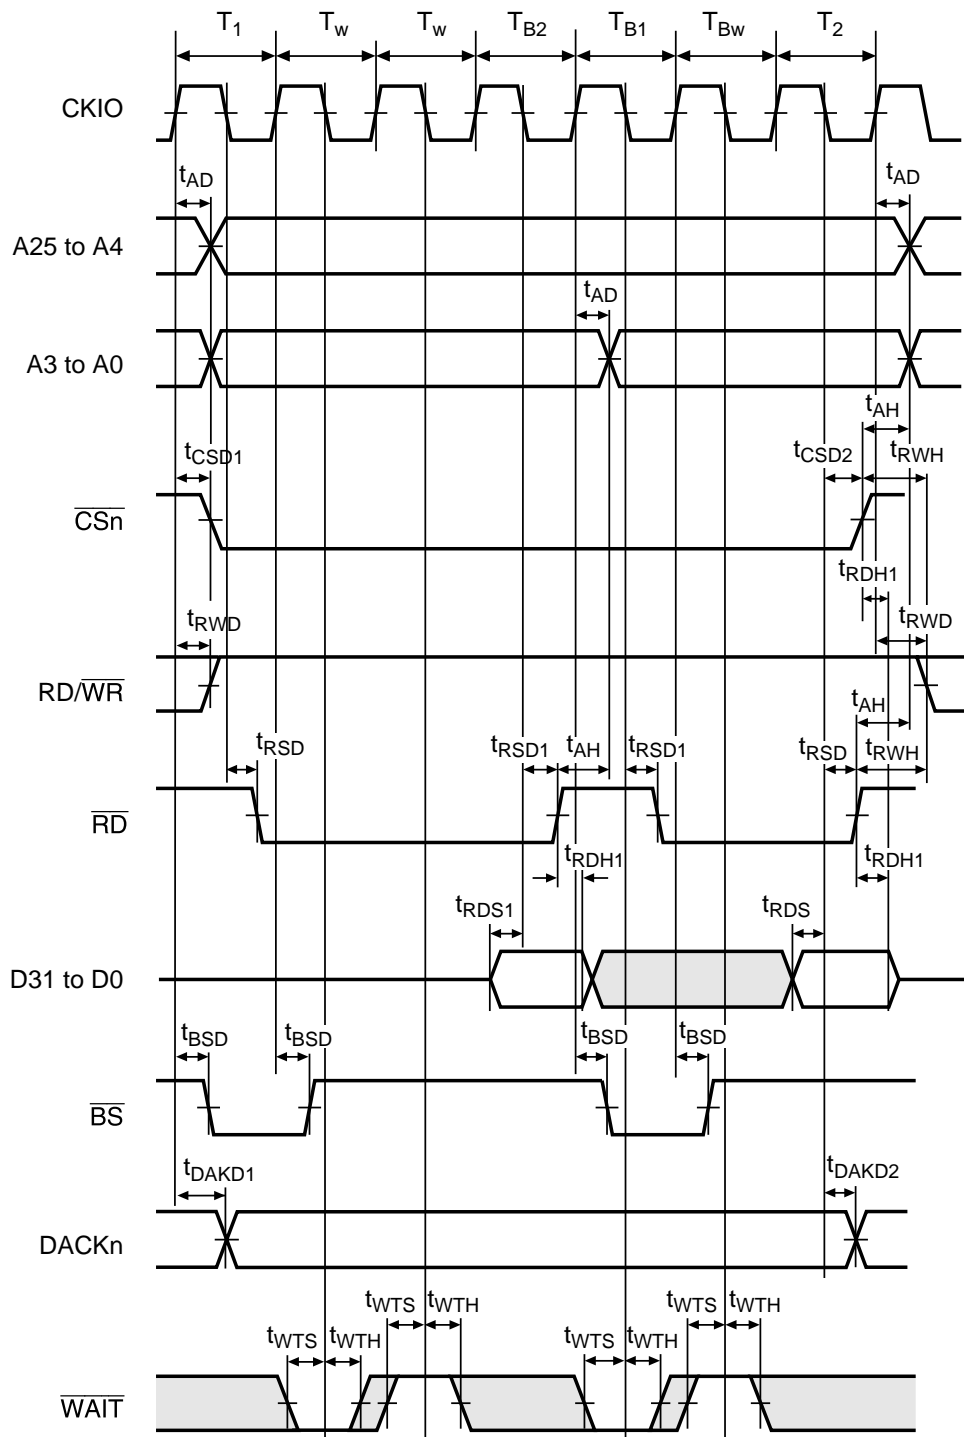 T1 Tw Tw TB2 TB1 TBw T2
CKIO
tAD tAD
A25 to A4
tAD
A3 to A0
tAH
tCSD1 tCSD2 tRWH
CSn
tRDH1
tRWD tRWD
RD/WR
tAH
tRSD tRSD1 tAH tRSD1 tRSD tRWH
RD
tRDH1 tRDH1
tRDS1 tRDS
D31 to D0
tBSD tBSD tBSD tBSD
BS
tDAKD1 tDAKD2
DACKn
tWTS tWTH tWTS tWTH
tWTS tWTH tWTS tWTH
WAIT